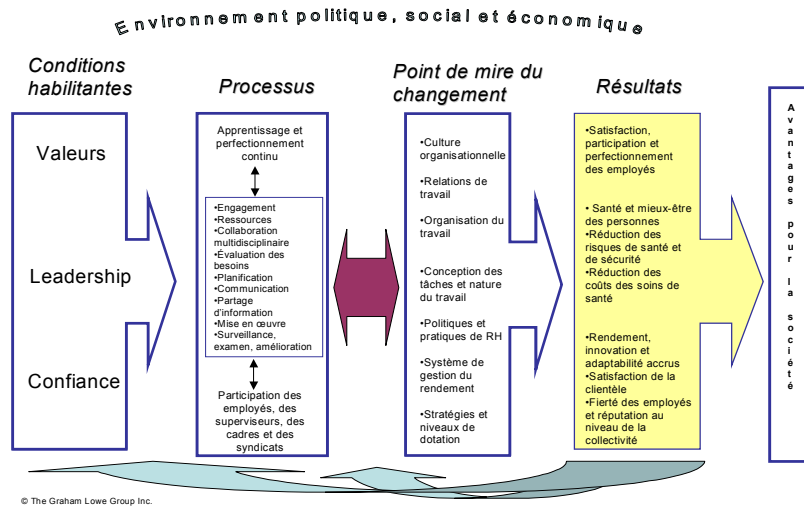 Environnement politique, social et économique
Conditions
habilitantes
Valeurs
Leadership
Confiance
Processus
Apprentissage et
perfectionnement
continu
•Engagement
•Ressources
•Collaboration
multidisciplinaire
•Évaluation des
besoins
•Planification
•Communication
•Partage
d'information
•Mise en œuvre
•Surveillance,
examen, amélioration
Participation des
employés, des
superviseurs, des
cadres et des
syndicats
Point de mire du
changement
•Culture
organisationnelle
•Relations de
travail
•Organisation du
travail
•Conception des
tâches et nature
du travail
•Politiques et
pratiques de RH
•Système de
gestion du
rendement
•Stratégies et
niveaux de
dotation
Résultats
•Satisfaction,
participation et
perfectionnement
des employés
• Santé et mieux-être
des personnes
•Réduction des
risques de santé et
de sécurité
•Réduction des
coûts des soins de
santé
•Rendement,
innovation et
adaptabilité accrus
•Satisfaction de la
clientèle
•Fierté des employés
et réputation au
niveau de la
collectivité
Avantages pour la société
© The Graham Lowe Group Inc.